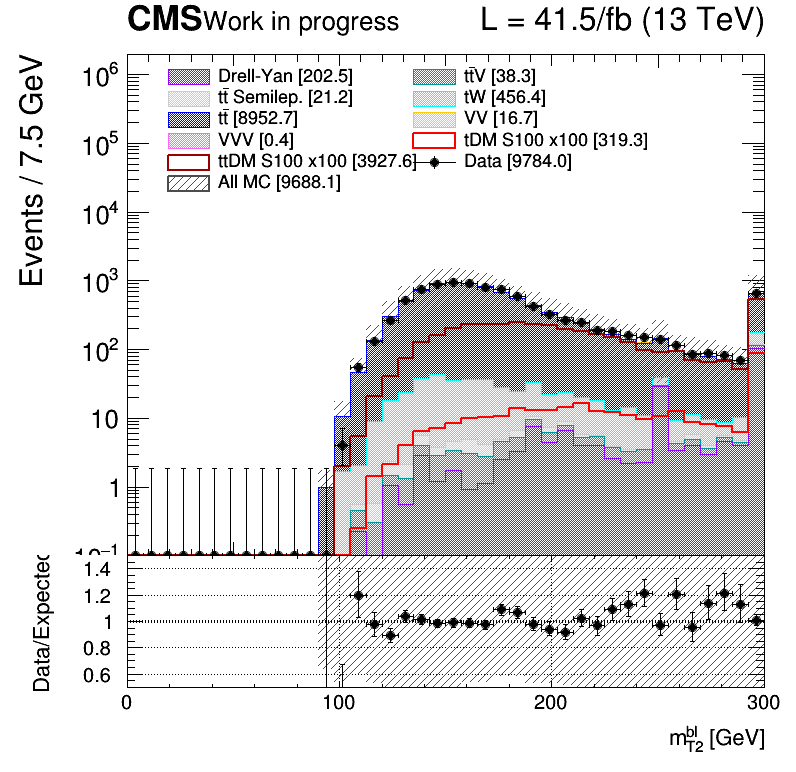 CMS Work in progress L = 41.5/fb (13 TeV)
Events / 7.5 GeV
10⁶
10⁵
10⁴
10³
10²
10
1
10⁻¹
Drell-Yan [202.5]
tt̄V [38.3]
tt̄ Semilep. [21.2]
tW [456.4]
tt̄ [8952.7]
VV [16.7]
VVV [0.4]
tDM S100 x100 [319.3]
ttDM S100 x100 [3927.6]
Data [9784.0]
All MC [9688.1]
Data/Expected
1.4
1.2
1
0.8
0.6
0 100 200 300
m_{T2}^{bl} [GeV]